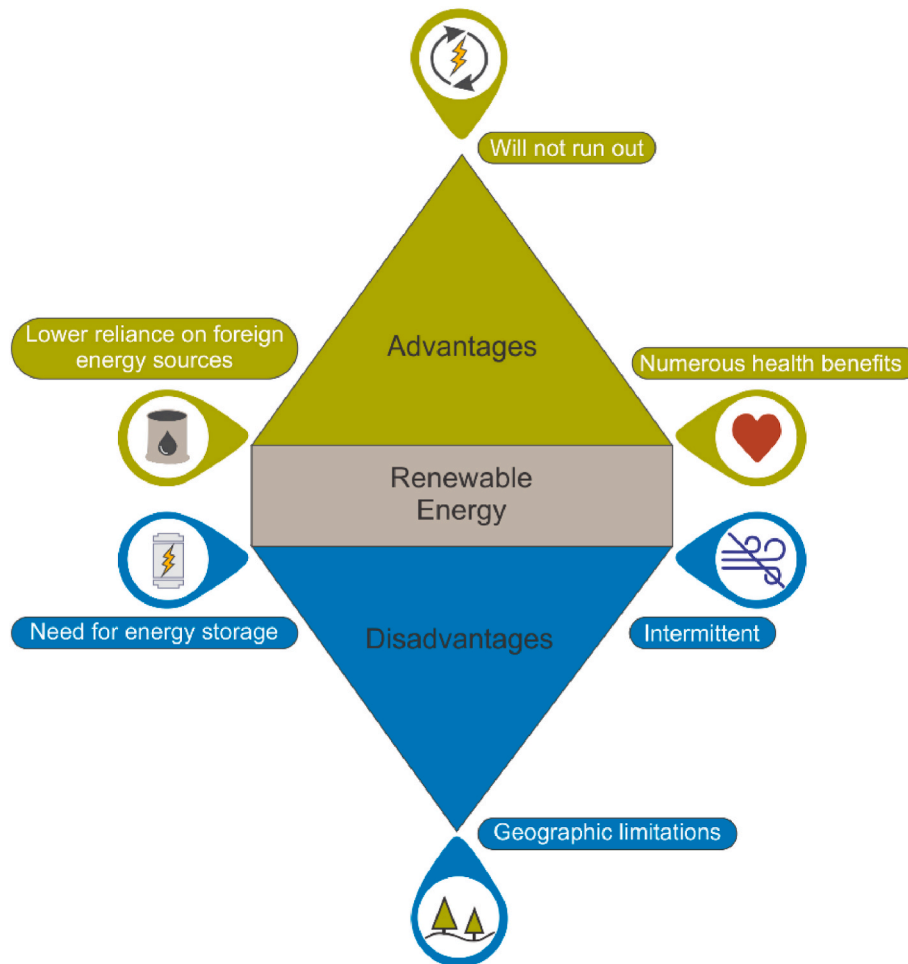 Will not run out
Lower reliance on foreign
energy sources
Advantages
Numerous health benefits
Renewable
Energy
Need for energy storage
Disadvantages
Intermittent
Geographic limitations